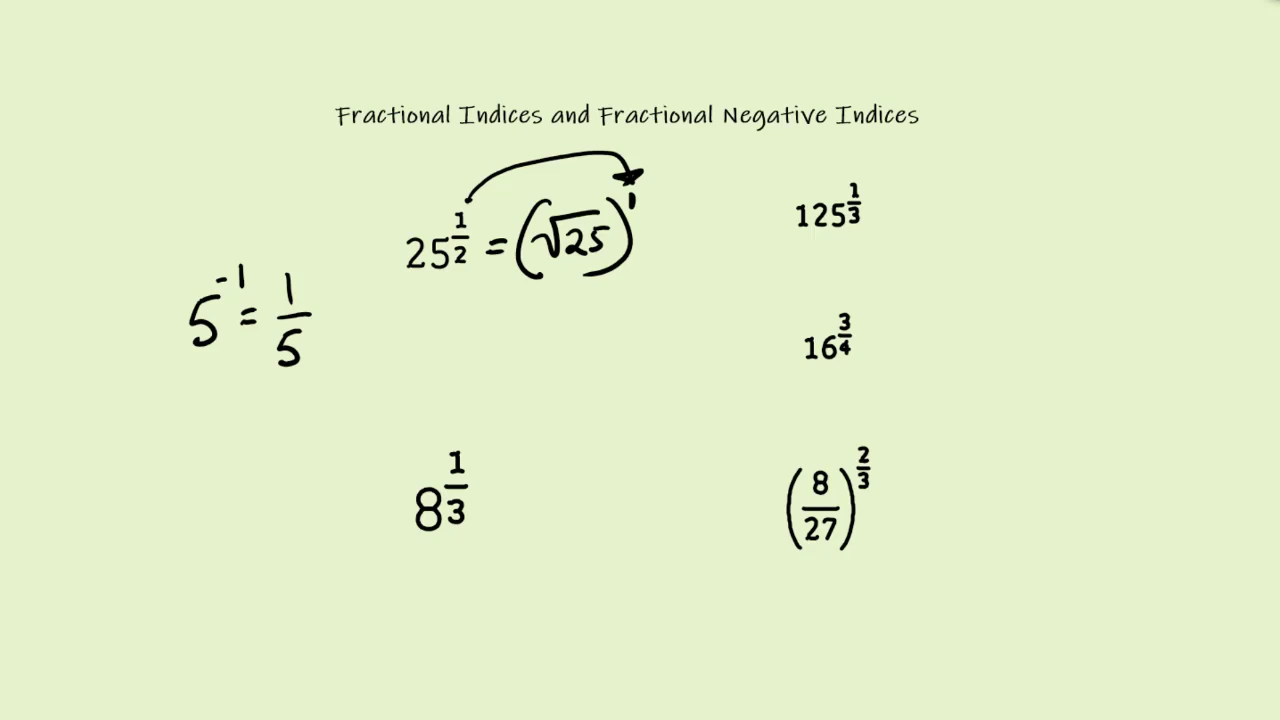 Fractional Indices and Fractional Negative Indices
25^(1/2) = (√25)^1
125^(1/3)
5^-1 = 1/5
16^(3/4)
8^(1/3)
(8/27)^(2/3)